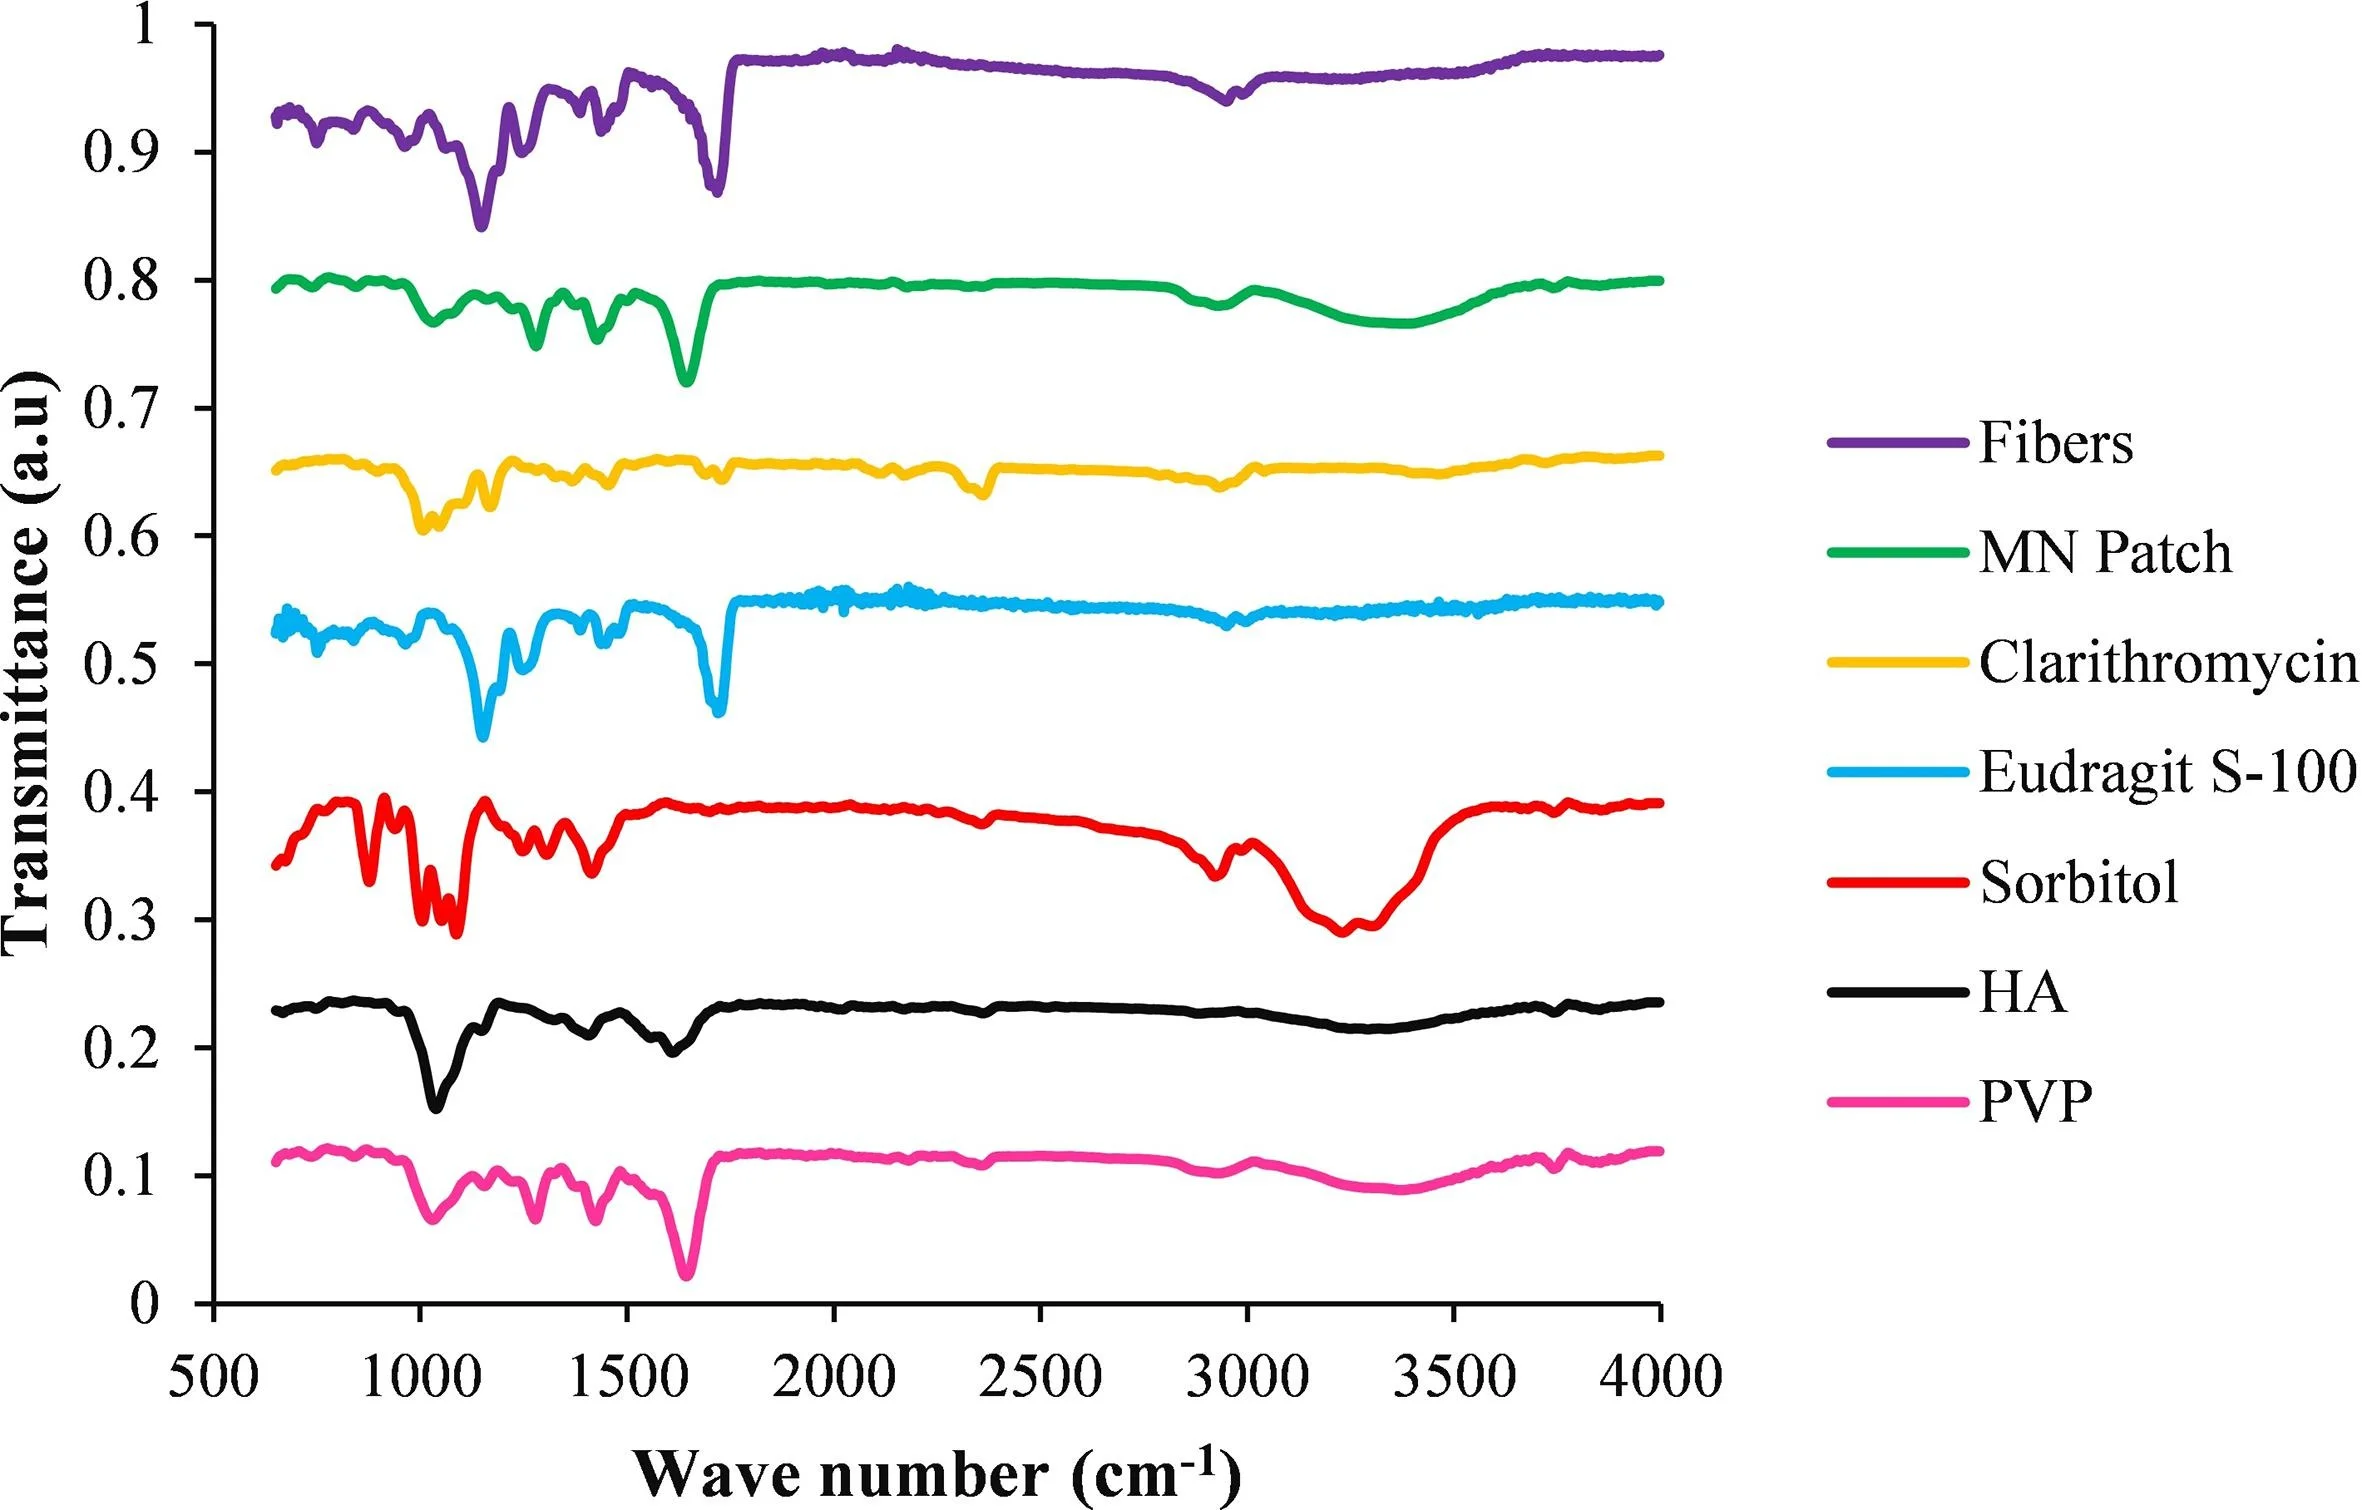 Transmittance (a.u)
1
0.9
0.8
0.7
0.6
0.5
0.4
0.3
0.2
0.1
0
500 1000 1500 2000 2500 3000 3500 4000
Wave number (cm⁻¹)
Fibers
MN Patch
Clarithromycin
Eudragit S-100
Sorbitol
HA
PVP